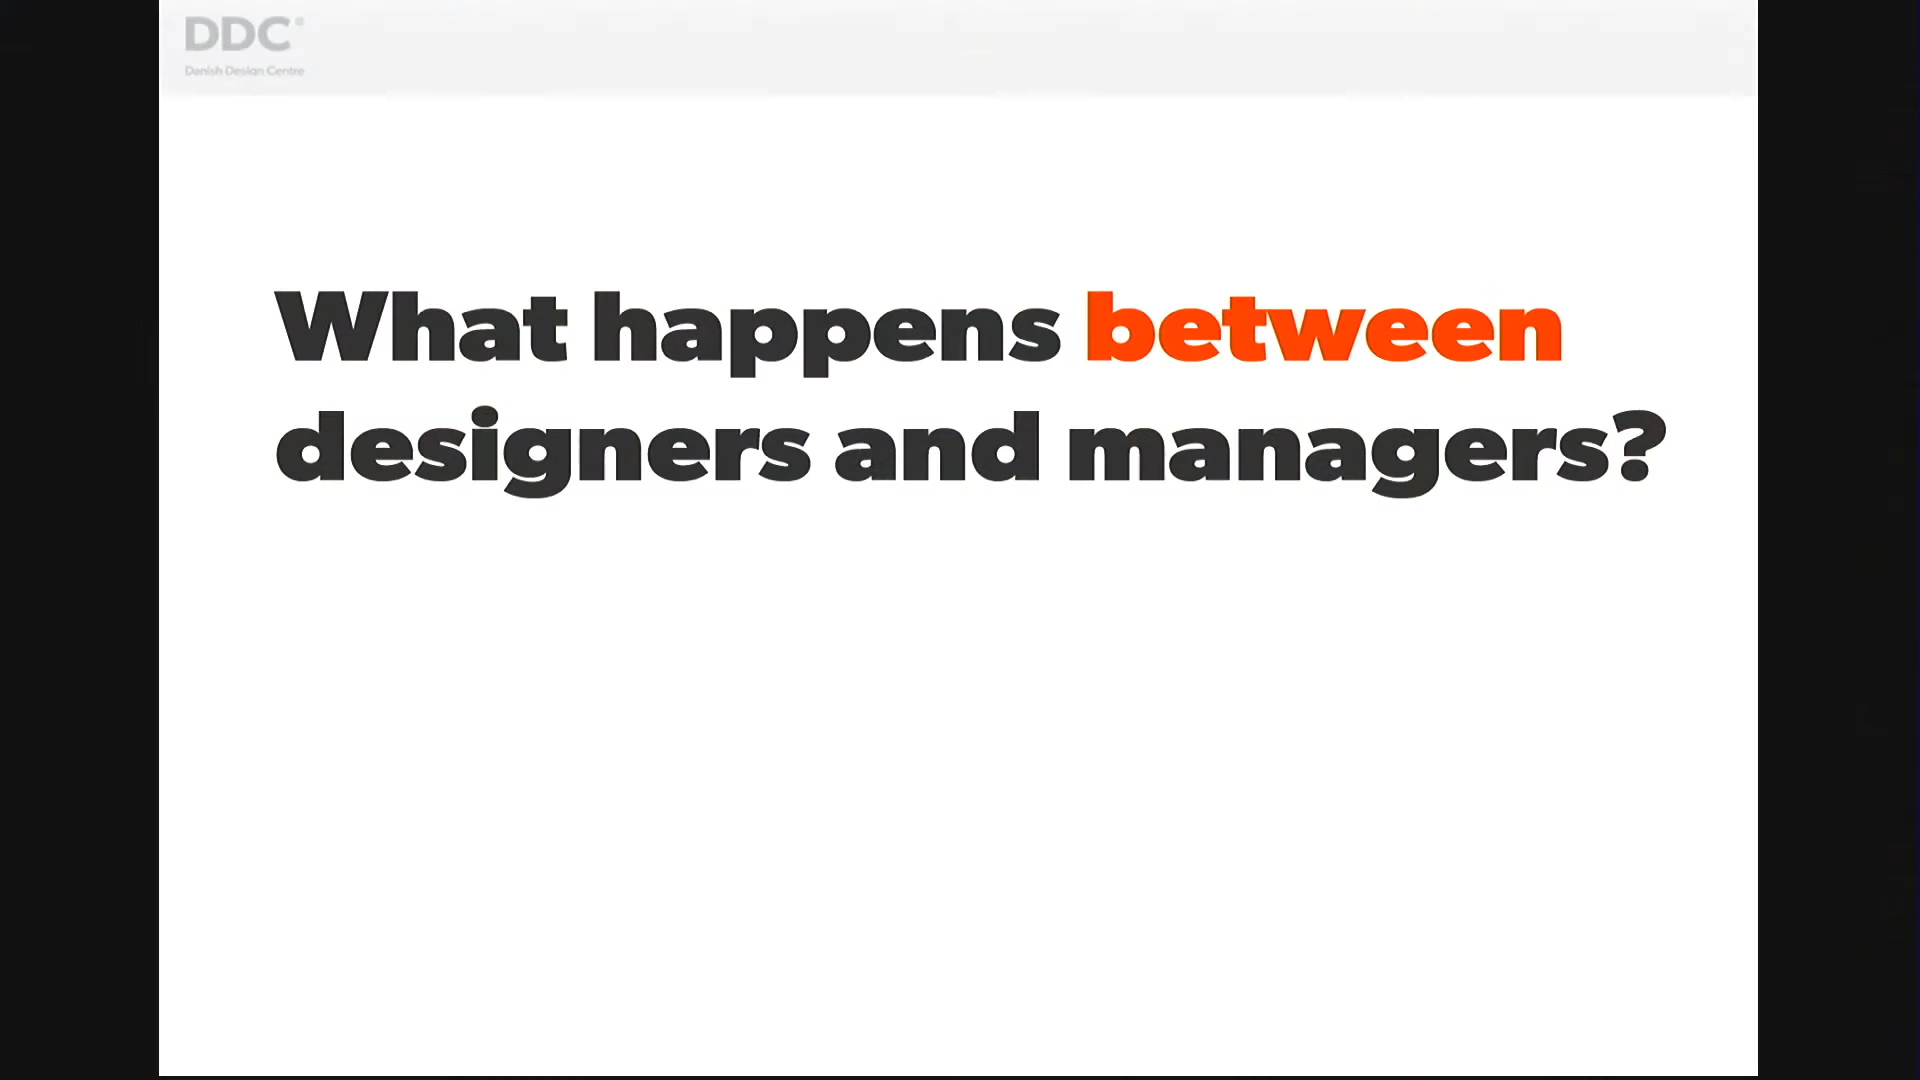 DDC®
Danish Design Centre
What happens between
designers and managers?